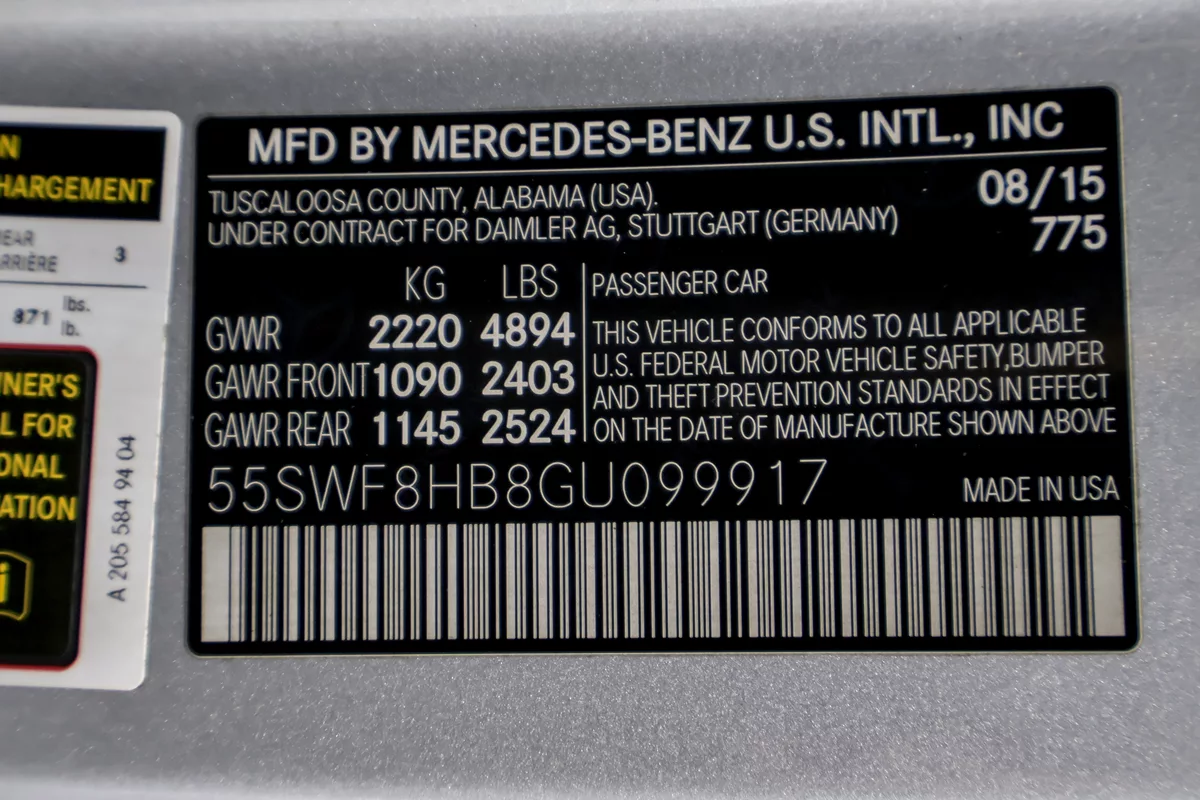 N
HARGEMENT
EAR
ARRIÈRE
3
871 lbs.
lb.
NER'S
L FOR
ONAL
ATION
i
A 205 584 94 04
MFD BY MERCEDES-BENZ U.S. INTL., INC
TUSCALOOSA COUNTY, ALABAMA (USA).
UNDER CONTRACT FOR DAIMLER AG, STUTTGART (GERMANY)
08/15
775
KG LBS
GVWR 2220 4894
GAWR FRONT 1090 2403
GAWR REAR 1145 2524
PASSENGER CAR
THIS VEHICLE CONFORMS TO ALL APPLICABLE
U.S. FEDERAL MOTOR VEHICLE SAFETY,BUMPER
AND THEFT PREVENTION STANDARDS IN EFFECT
ON THE DATE OF MANUFACTURE SHOWN ABOVE
55SWF8HB8GU099917
MADE IN USA